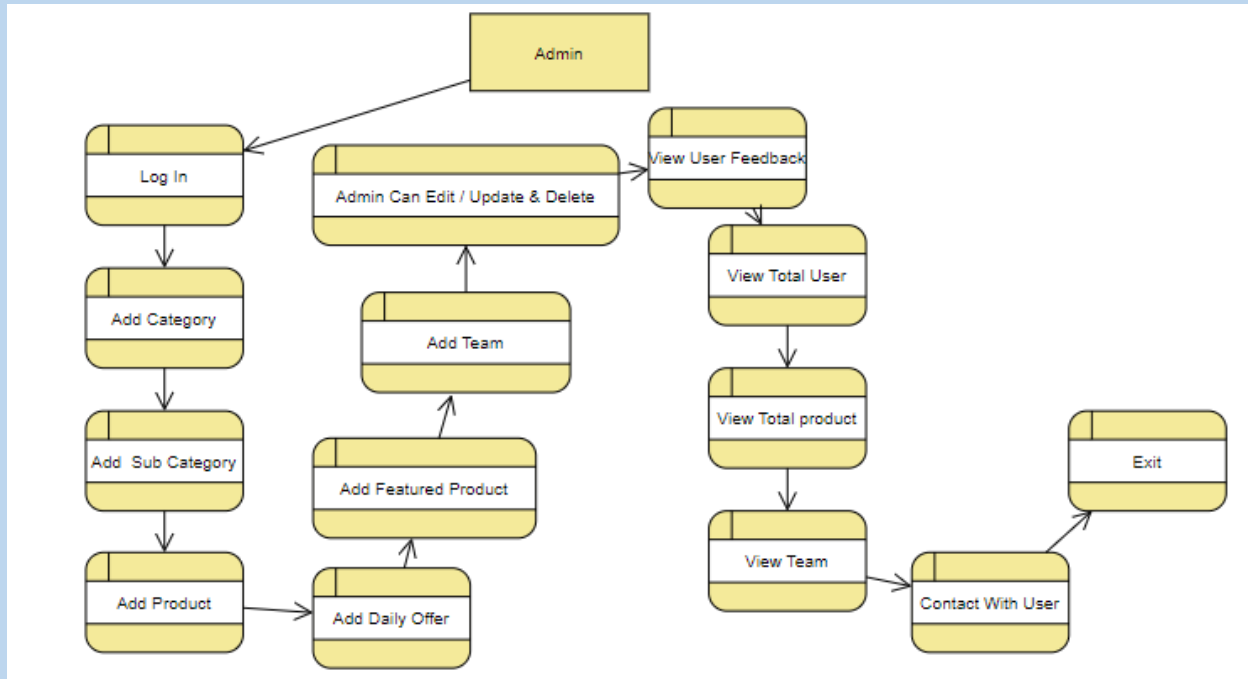 Admin
Log In
Add Category
Add  Sub Category
Add Product
Add Daily Offer
Add Featured Product
Add Team
Admin Can Edit / Update & Delete
View User Feedback
View Total User
View Total product
View Team
Contact With User
Exit